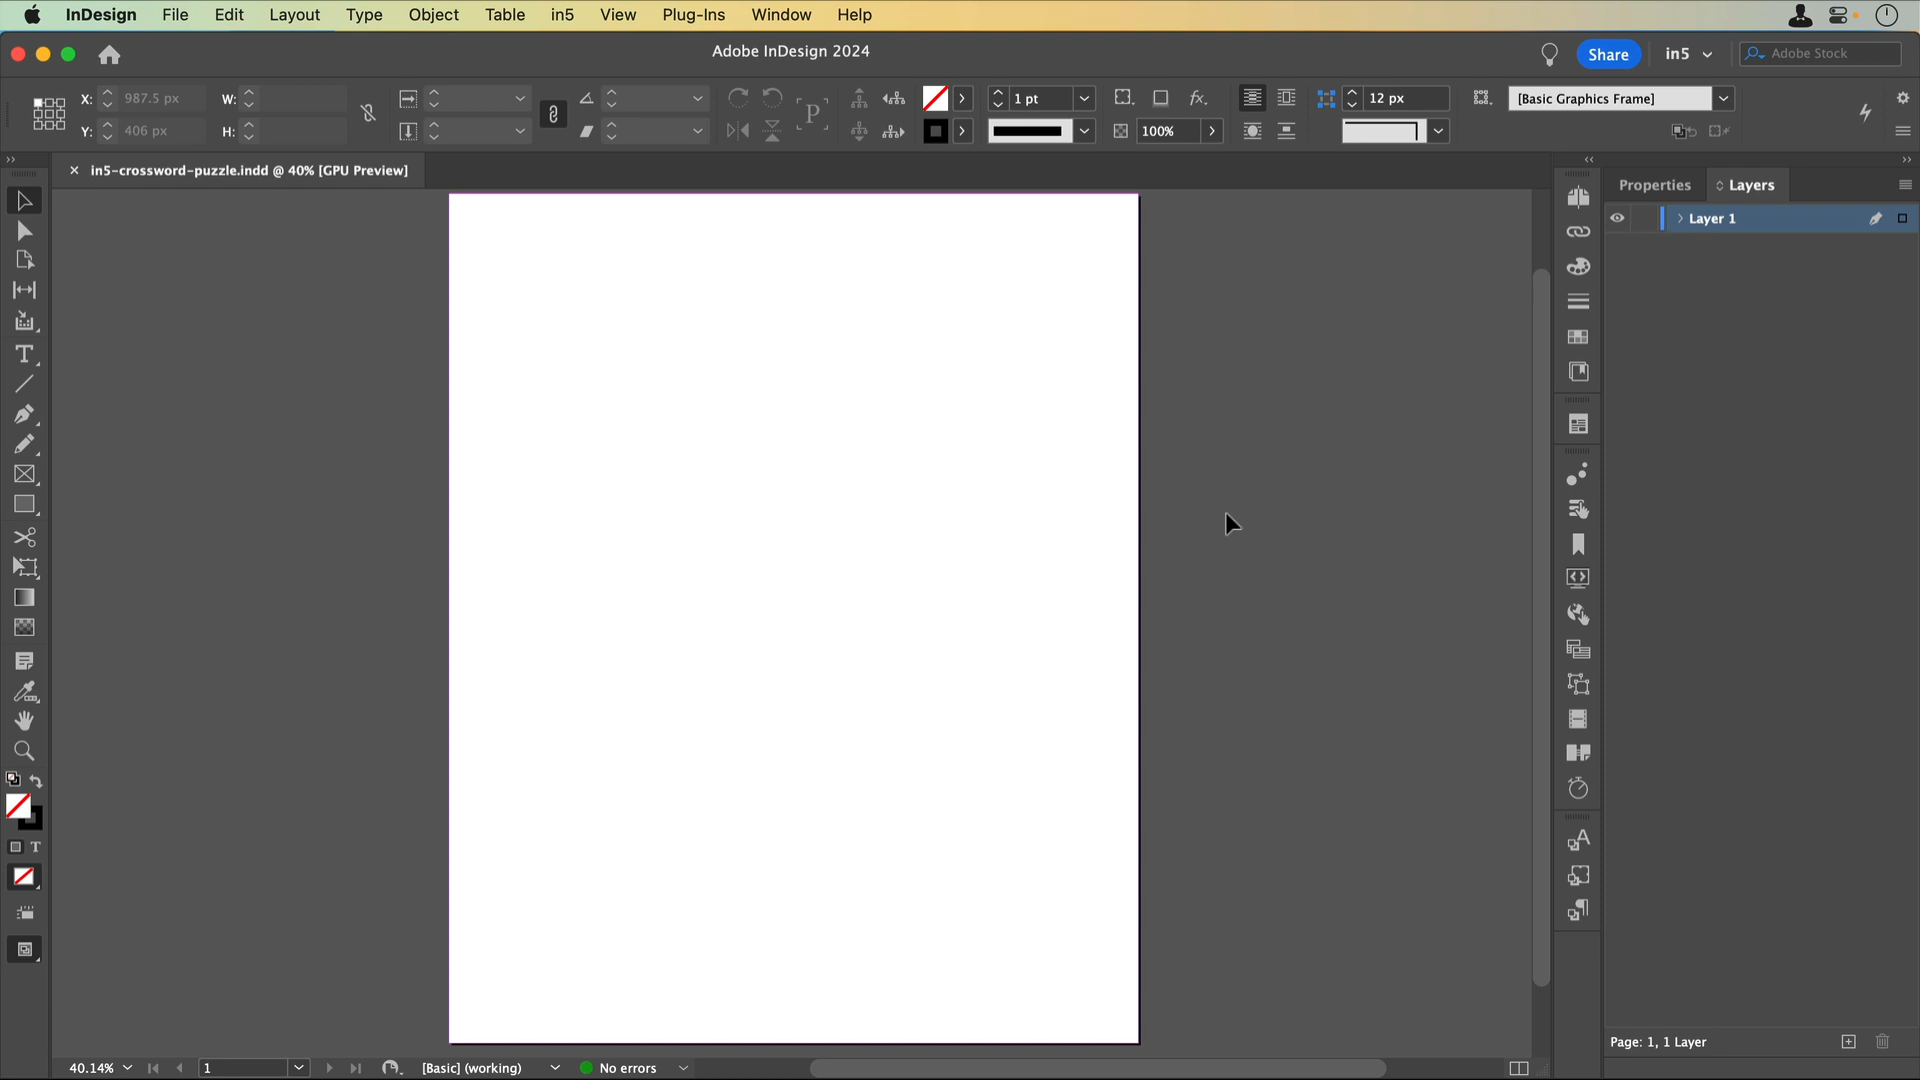 InDesign File Edit Layout Type Object Table in5 View Plug-Ins Window Help
Adobe InDesign 2024
Share
in5
Adobe Stock
X: 987.5 px W:
1 pt
12 px
[Basic Graphics Frame]
Y: 406 px H:
P
fx
100%
in5-crossword-puzzle.indd @ 40% [GPU Preview]
Properties
Layers
Layer 1
T
T
A
Page: 1, 1 Layer
40.14%
1
[Basic] (working)
No errors